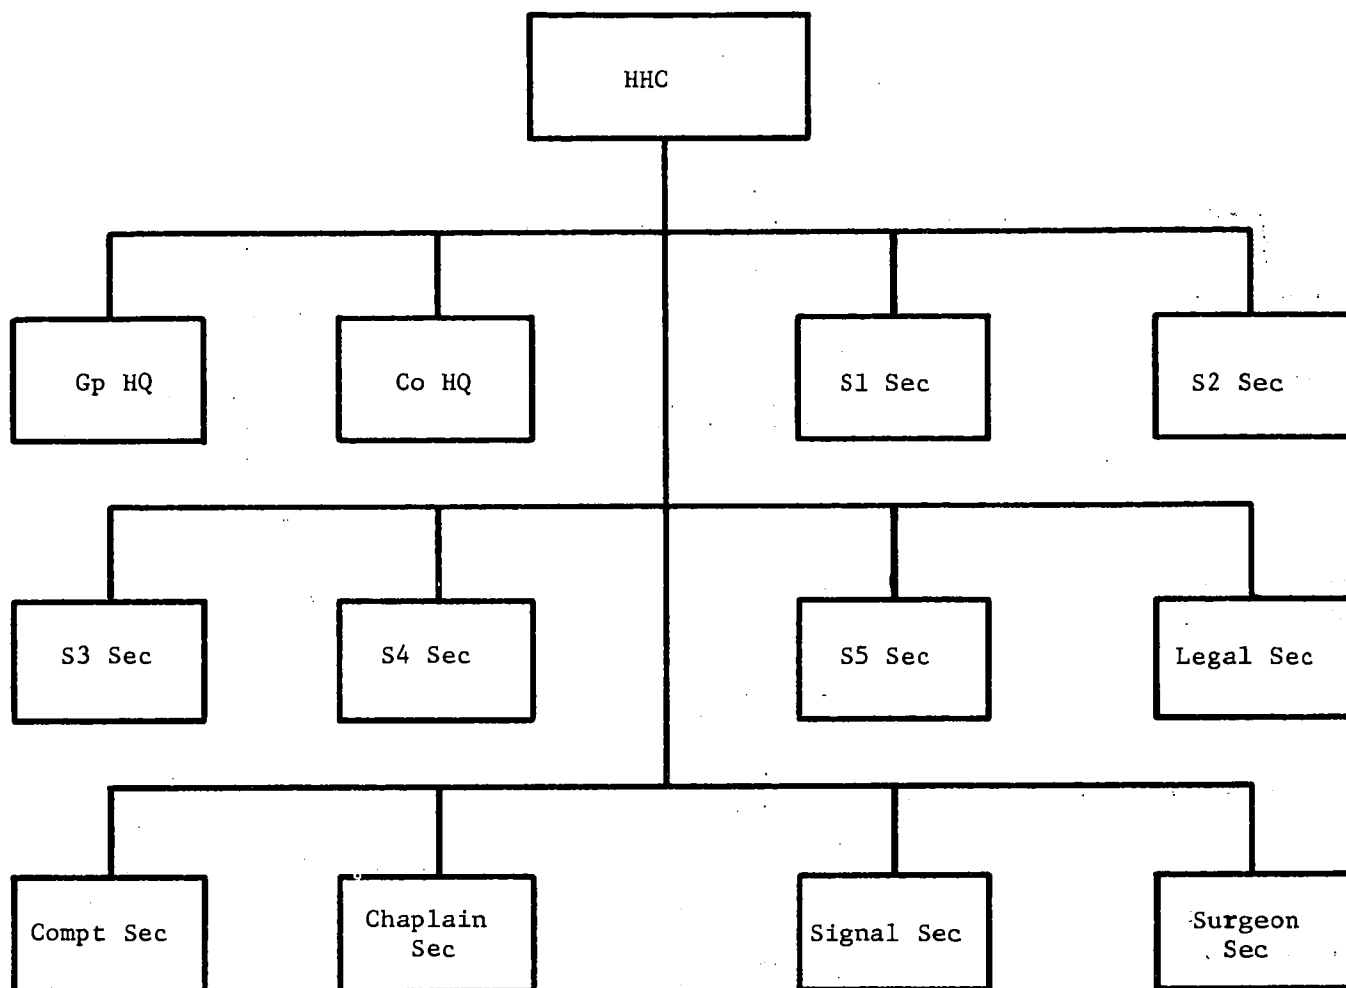 HHC
Gp HQ
Co HQ
S1 Sec
S2 Sec
S3 Sec
S4 Sec
S5 Sec
Legal Sec
Compt Sec
Chaplain
Sec
Signal Sec
Surgeon
Sec